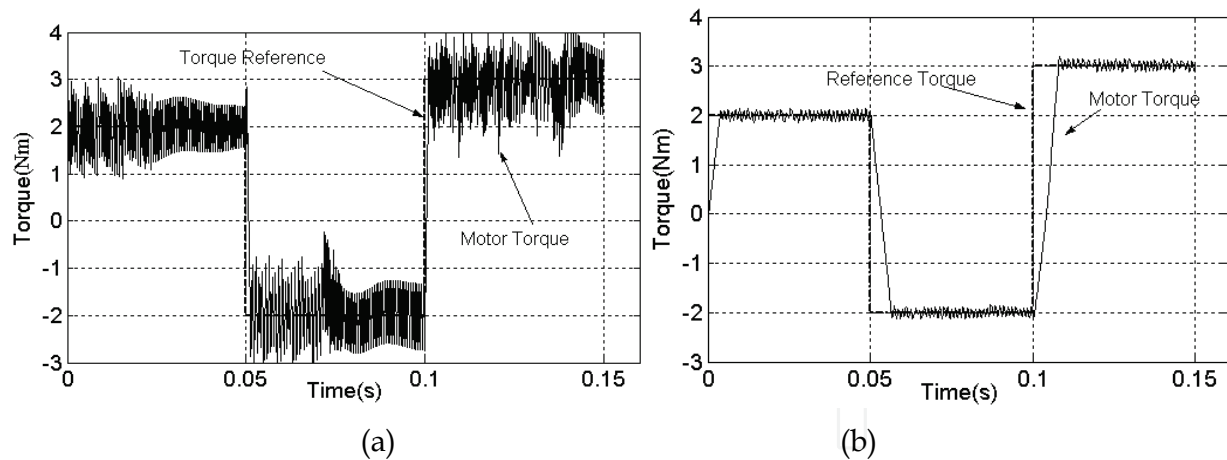 4
3
2
1
0
-1
-2
-3
Torque(Nm)
Torque Reference
Motor Torque
0
0.05
0.1
0.15
Time(s)
(a)
4
3
2
1
0
-1
-2
-3
Torque(Nm)
Reference Torque
Motor Torque
0
0.05
0.1
0.15
Time(s)
(b)